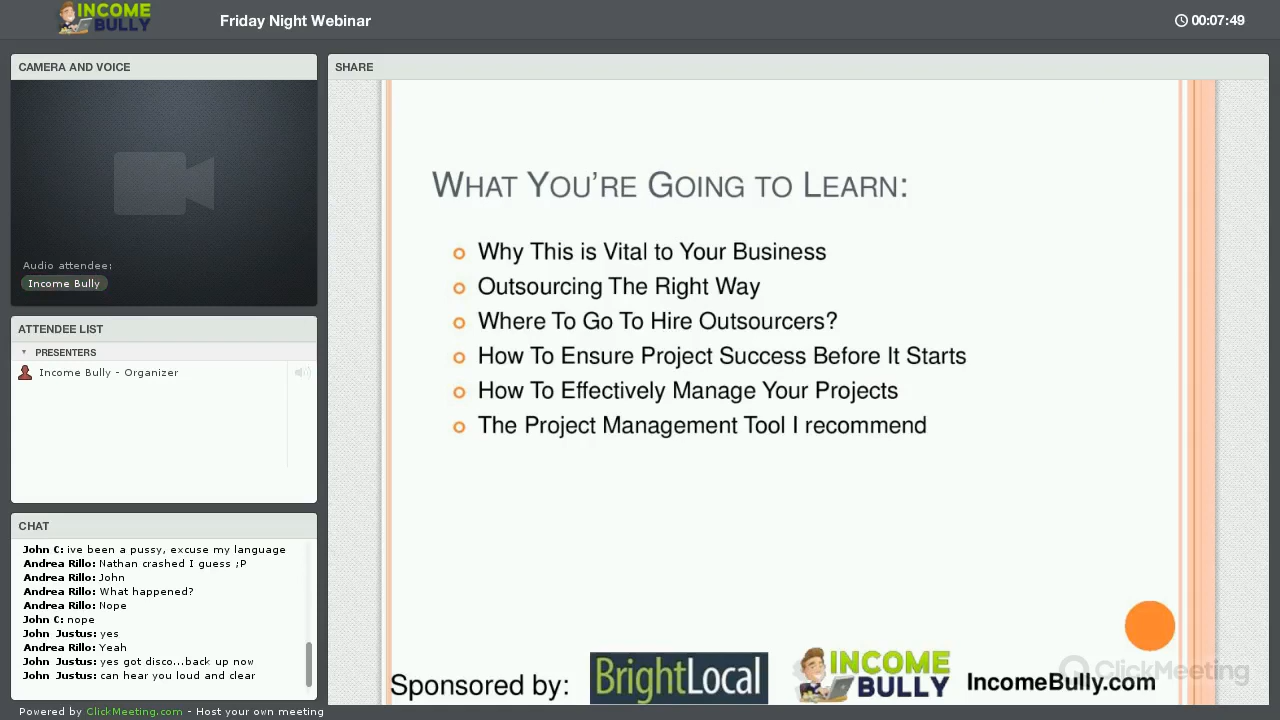 INCOME BULLY
Friday Night Webinar
00:07:49
CAMERA AND VOICE
Audio attendee:
Income Bully
ATTENDEE LIST
PRESENTERS
Income Bully - Organizer
CHAT
John C: ive been a pussy, excuse my language
Andrea Rillo: Nathan crashed I guess ;P
Andrea Rillo: John
Andrea Rillo: What happened?
Andrea Rillo: Nope
John C: nope
John Justus: yes
Andrea Rillo: Yeah
John Justus: yes got disco...back up now
John Justus: can hear you loud and clear
Powered by ClickMeeting.com - Host your own meeting
SHARE
WHAT YOU'RE GOING TO LEARN:
Why This is Vital to Your Business
Outsourcing The Right Way
Where To Go To Hire Outsourcers?
How To Ensure Project Success Before It Starts
How To Effectively Manage Your Projects
The Project Management Tool I recommend
Sponsored by:
BrightLocal
INCOME BULLY
IncomeBully.com
ClickMeeting